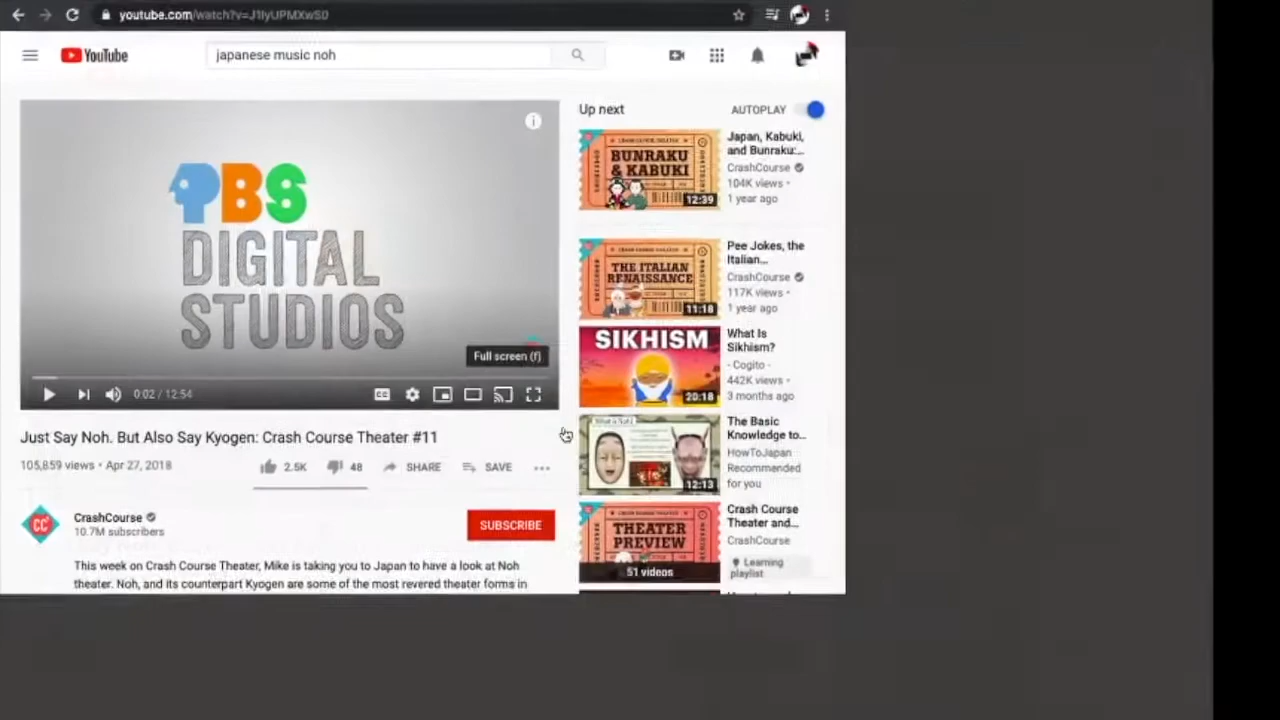 youtube.com/watch?v=J1IyUPMXwS0
YouTube
japanese music noh
PBS
DIGITAL
STUDIOS
Full screen (f)
CC
0:02 / 12:54
Just Say Noh. But Also Say Kyogen: Crash Course Theater #11
105,859 views • Apr 27, 2018
2.5K
48
SHARE
SAVE
CC
CrashCourse
10.7M subscribers
SUBSCRIBE
This week on Crash Course Theater, Mike is taking you to Japan to have a look at Noh
theater. Noh, and its counterpart Kyogen are some of the most revered theater forms in
Up next
AUTOPLAY
BUNRAKU
& KABUKI
12:39
Japan, Kabuki,
and Bunraku:...
CrashCourse
104K views •
1 year ago
THE ITALIAN
RENAISSANCE
11:18
Pee Jokes, the
Italian...
CrashCourse
117K views •
1 year ago
SIKHISM
20:18
What Is
Sikhism?
- Cogito -
442K views •
3 months ago
What is Noh?
12:13
The Basic
Knowledge to...
HowToJapan
Recommended
for you
THEATER
PREVIEW
51 videos
Crash Course
Theater and...
CrashCourse
Learning
playlist